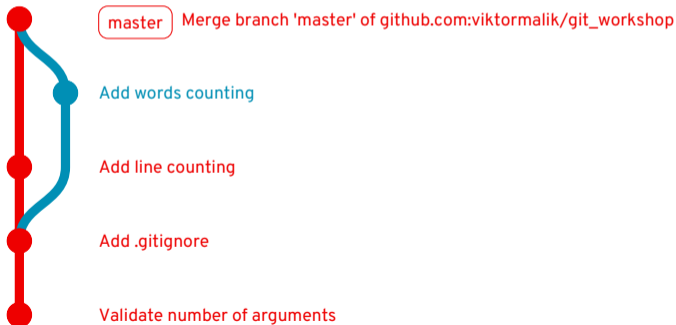 master Merge branch 'master' of github.com:viktormalik/git_workshop
Add words counting
Add line counting
Add .gitignore
Validate number of arguments